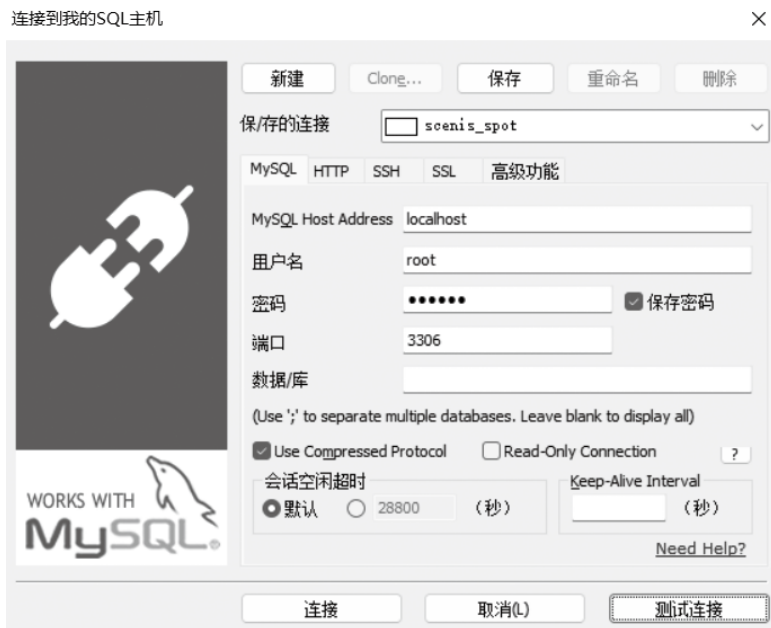 连接到我的SQL主机
新建 Clone... 保存 重命名 删除
保/存的连接 scenis_spot
MySQL HTTP SSH SSL 高级功能
MySQL Host Address localhost
用户名 root
密码 •••••• 保存密码
端口 3306
数据/库
(Use ';' to separate multiple databases. Leave blank to display all)
Use Compressed Protocol Read-Only Connection ?
会话空闲超时 Keep-Alive Interval
默认 28800 (秒) (秒)
Need Help?
WORKS WITH
MySQL®
连接 取消(L) 测试连接